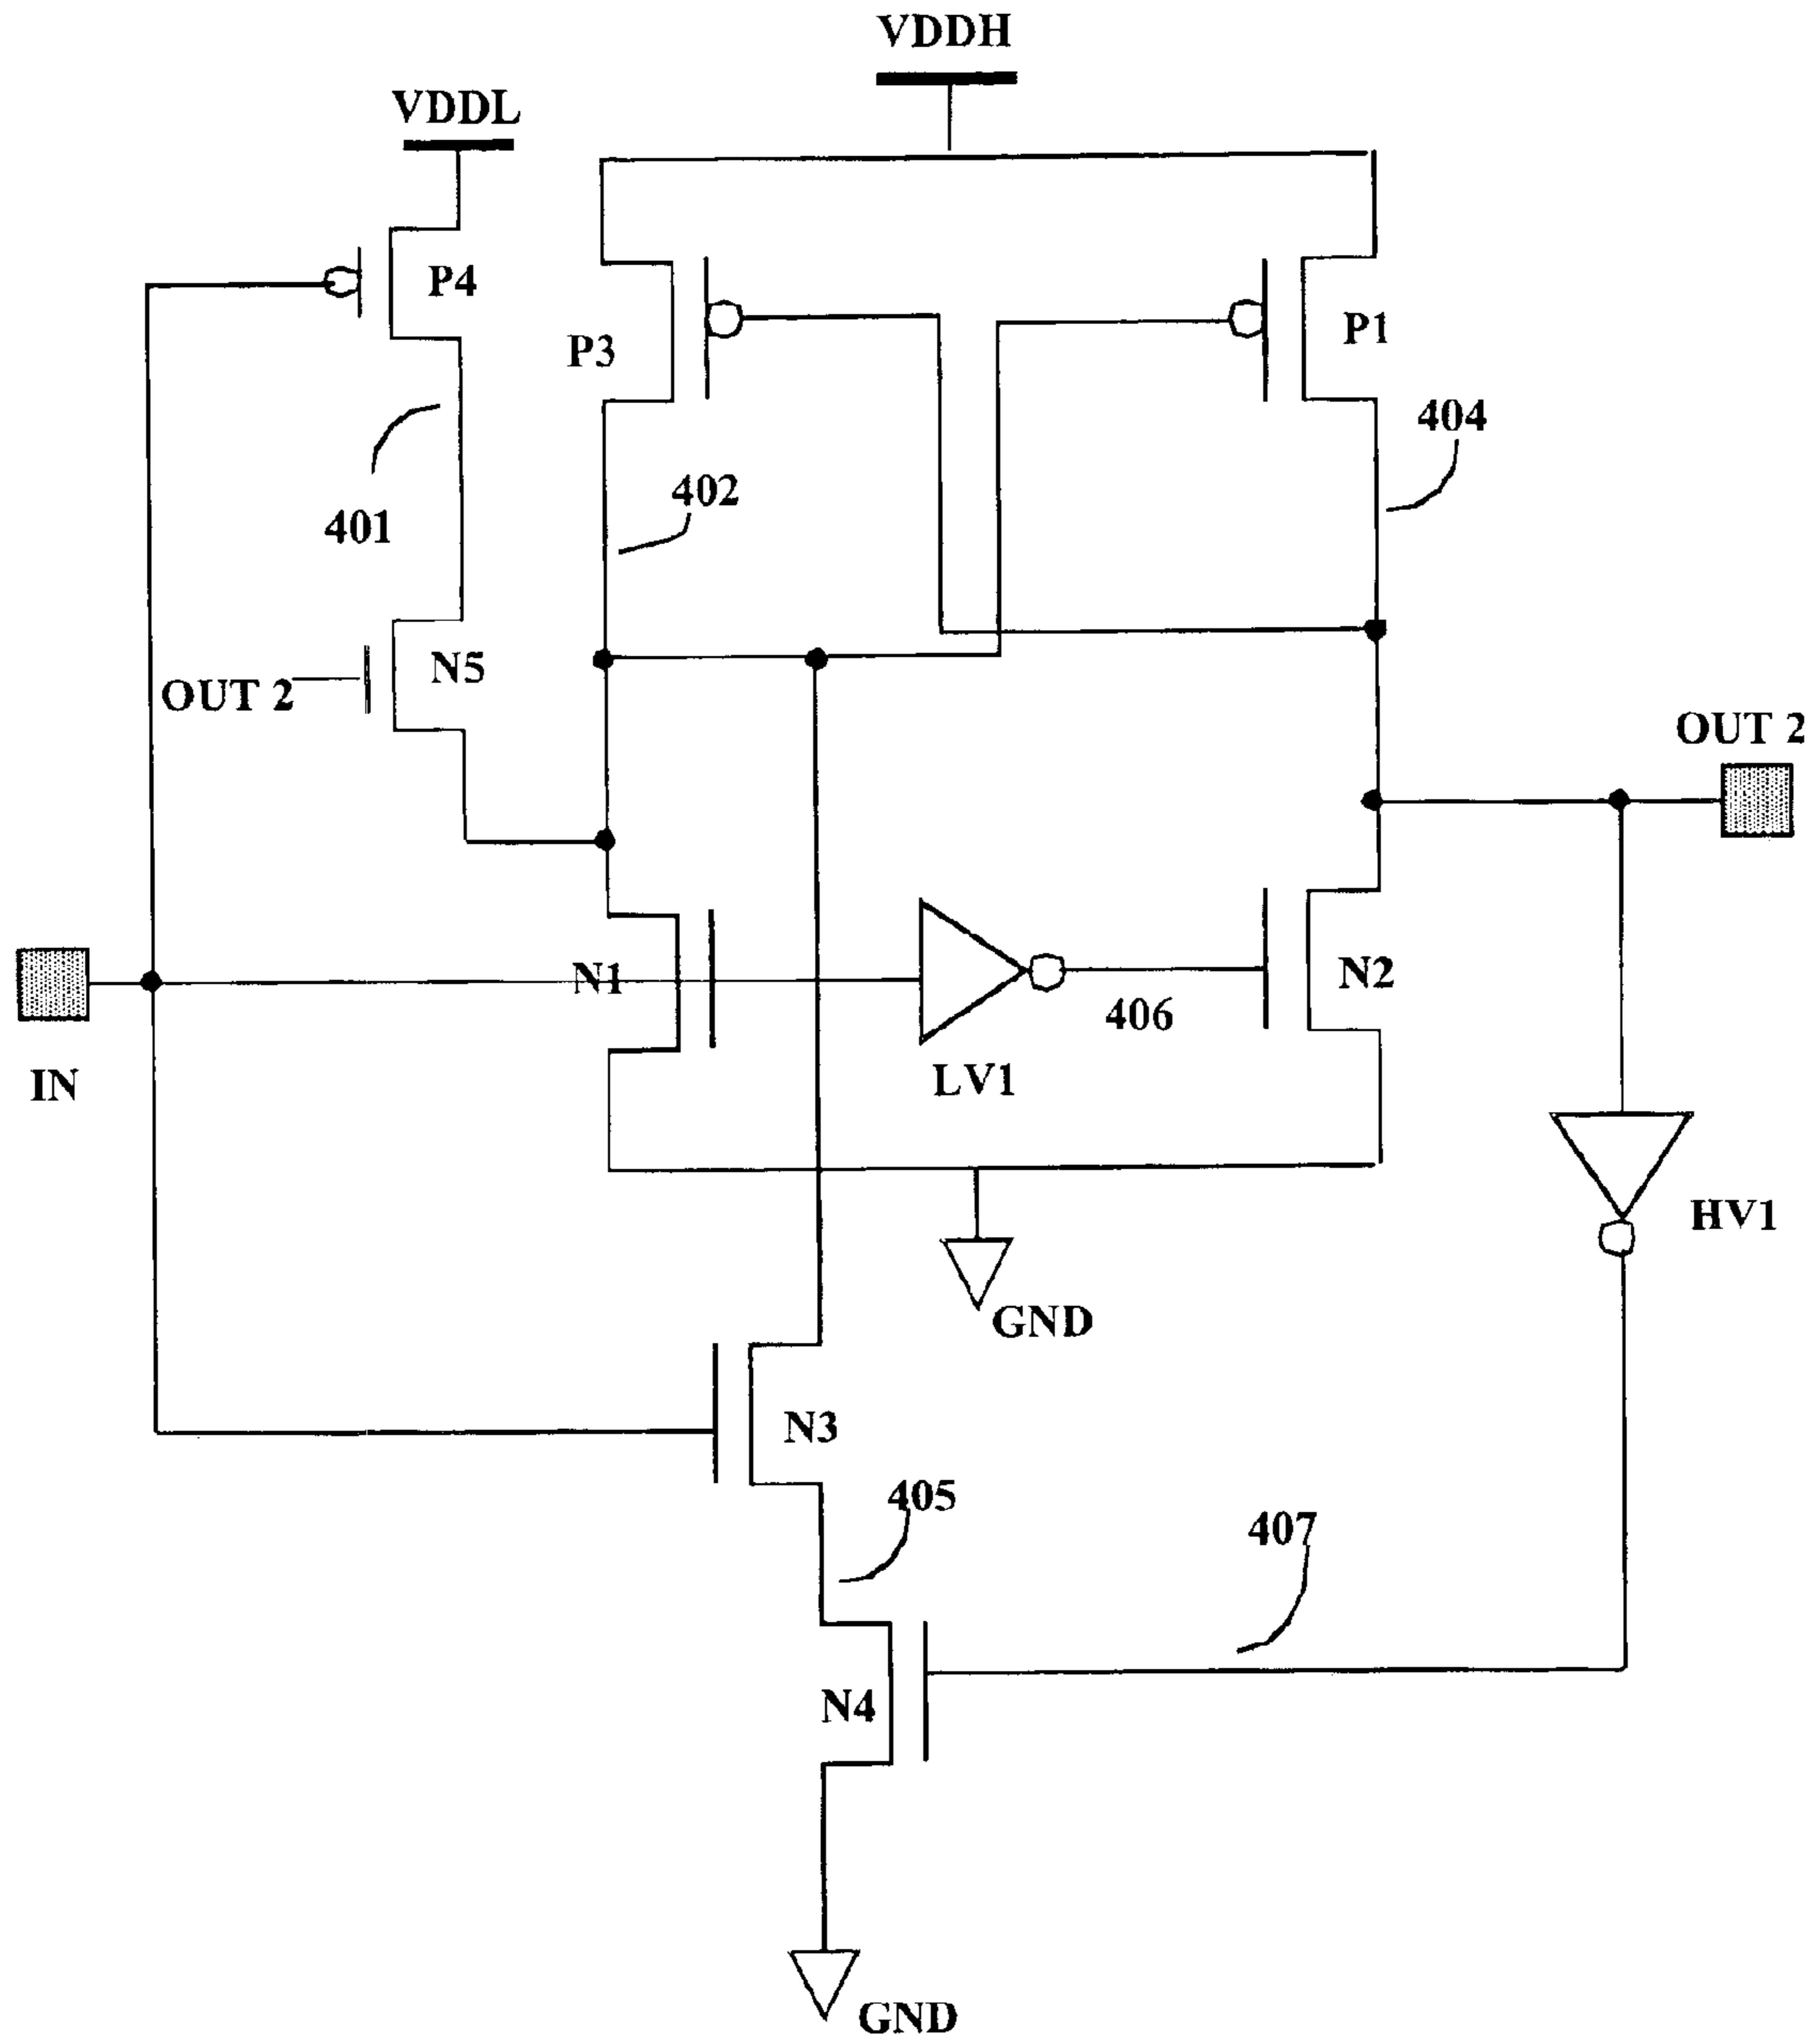 VDDH
VDDL
P4
P3
P1
404
402
401
N5
OUT 2
OUT 2
N1
N2
406
IN
LV1
HV1
GND
N3
405
407
N4
GND